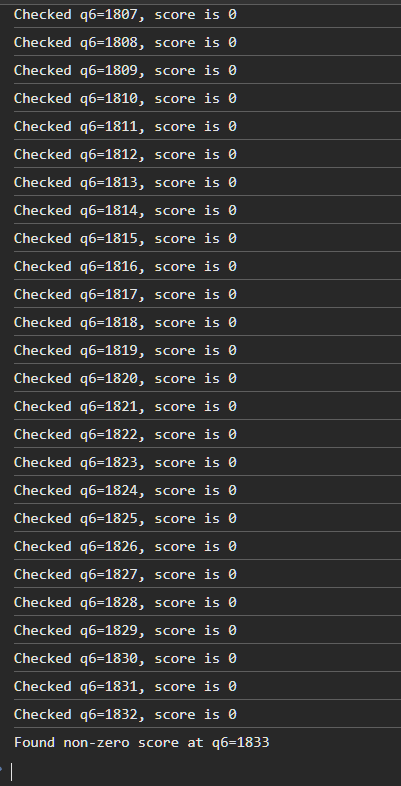 Checked q6=1807, score is 0
Checked q6=1808, score is 0
Checked q6=1809, score is 0
Checked q6=1810, score is 0
Checked q6=1811, score is 0
Checked q6=1812, score is 0
Checked q6=1813, score is 0
Checked q6=1814, score is 0
Checked q6=1815, score is 0
Checked q6=1816, score is 0
Checked q6=1817, score is 0
Checked q6=1818, score is 0
Checked q6=1819, score is 0
Checked q6=1820, score is 0
Checked q6=1821, score is 0
Checked q6=1822, score is 0
Checked q6=1823, score is 0
Checked q6=1824, score is 0
Checked q6=1825, score is 0
Checked q6=1826, score is 0
Checked q6=1827, score is 0
Checked q6=1828, score is 0
Checked q6=1829, score is 0
Checked q6=1830, score is 0
Checked q6=1831, score is 0
Checked q6=1832, score is 0
Found non-zero score at q6=1833